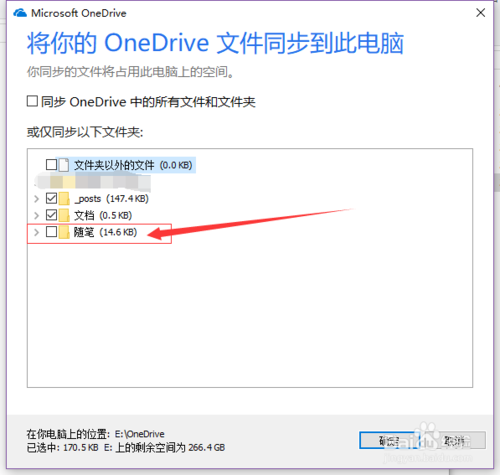 Microsoft OneDrive
将你的 OneDrive 文件同步到此电脑
你同步的文件将占用此电脑上的空间。
同步 OneDrive 中的所有文件和文件夹
或仅同步以下文件夹:
文件夹以外的文件 (0.0 KB)
_posts (147.4 KB)
文档 (0.5 KB)
随笔 (14.6 KB)
在你电脑上的位置: E:\OneDrive
已选中: 170.5 KB E: 上的剩余空间为 266.4 GB
确定 取消